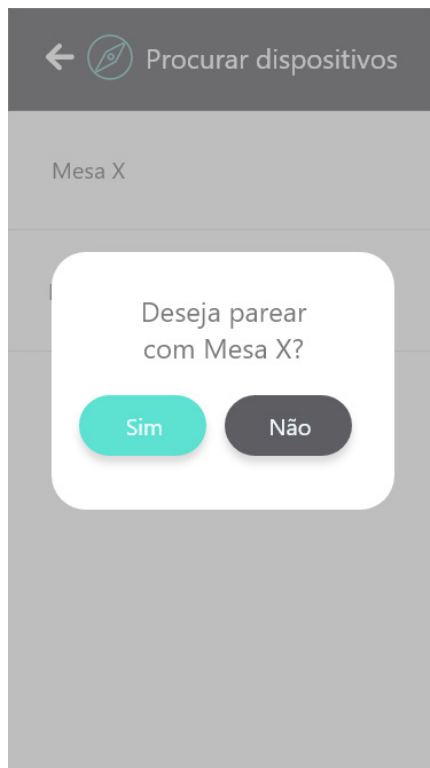 Procurar dispositivos
Mesa X
Deseja parear
com Mesa X?
Sim
Não